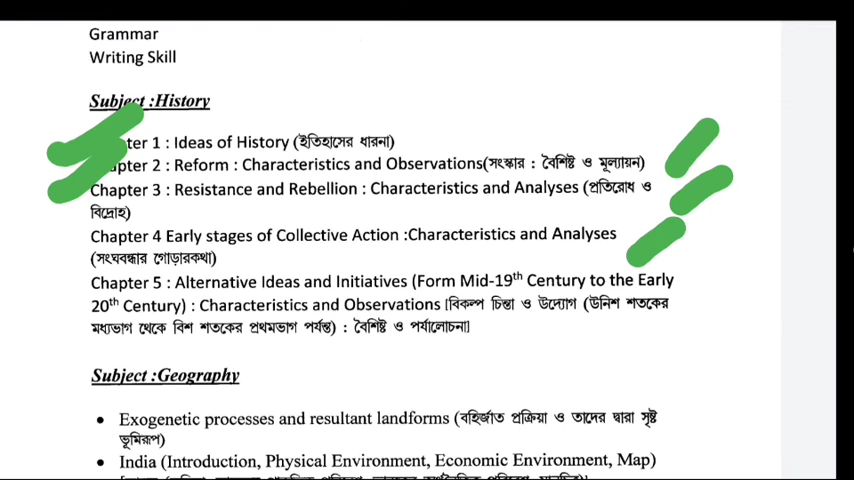 Grammar
Writing Skill
Subject :History
ter 1 : Ideas of History (ইতিহাসের ধারনা)
pter 2 : Reform : Characteristics and Observations(সংস্কার : বৈশিষ্ট ও মূল্যায়ন)
Chapter 3 : Resistance and Rebellion : Characteristics and Analyses (প্রতিরোধ ও
বিদ্রোহ)
Chapter 4 Early stages of Collective Action :Characteristics and Analyses
(সংঘবদ্ধার গোড়ারকথা)
Chapter 5 : Alternative Ideas and Initiatives (Form Mid-19th Century to the Early
20th Century) : Characteristics and Observations [বিকল্প চিন্তা ও উদ্যোগ (উনিশ শতকের
মধ্যভাগ থেকে বিশ শতকের প্রথমভাগ পর্যন্ত) : বৈশিষ্ট ও পর্যালোচনা]
Subject :Geography
• Exogenetic processes and resultant landforms (বহির্জাত প্রক্রিয়া ও তাদের দ্বারা সৃষ্ট
ভূমিরূপ)
• India (Introduction, Physical Environment, Economic Environment, Map)